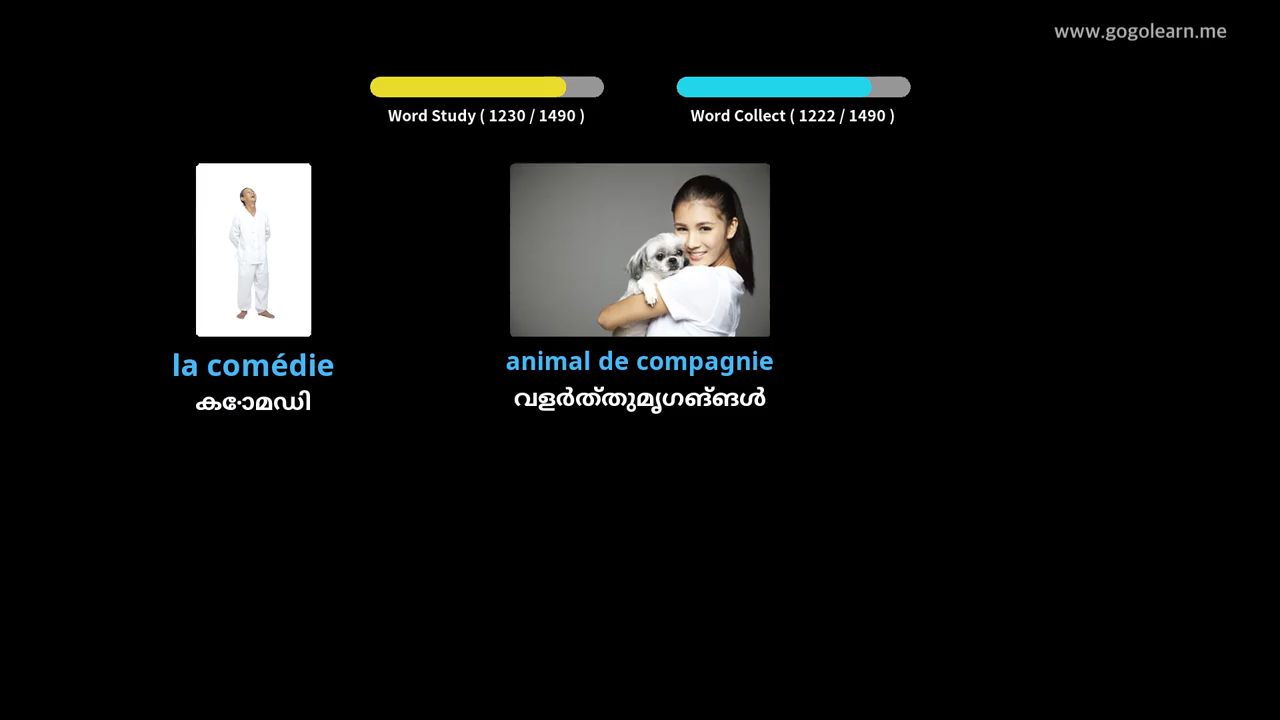 www.gogolearn.me
Word Study ( 1230 / 1490 )
Word Collect ( 1222 / 1490 )
la comédie
കോമഡി
animal de compagnie
വളർത്തുമൃഗങ്ങൾ